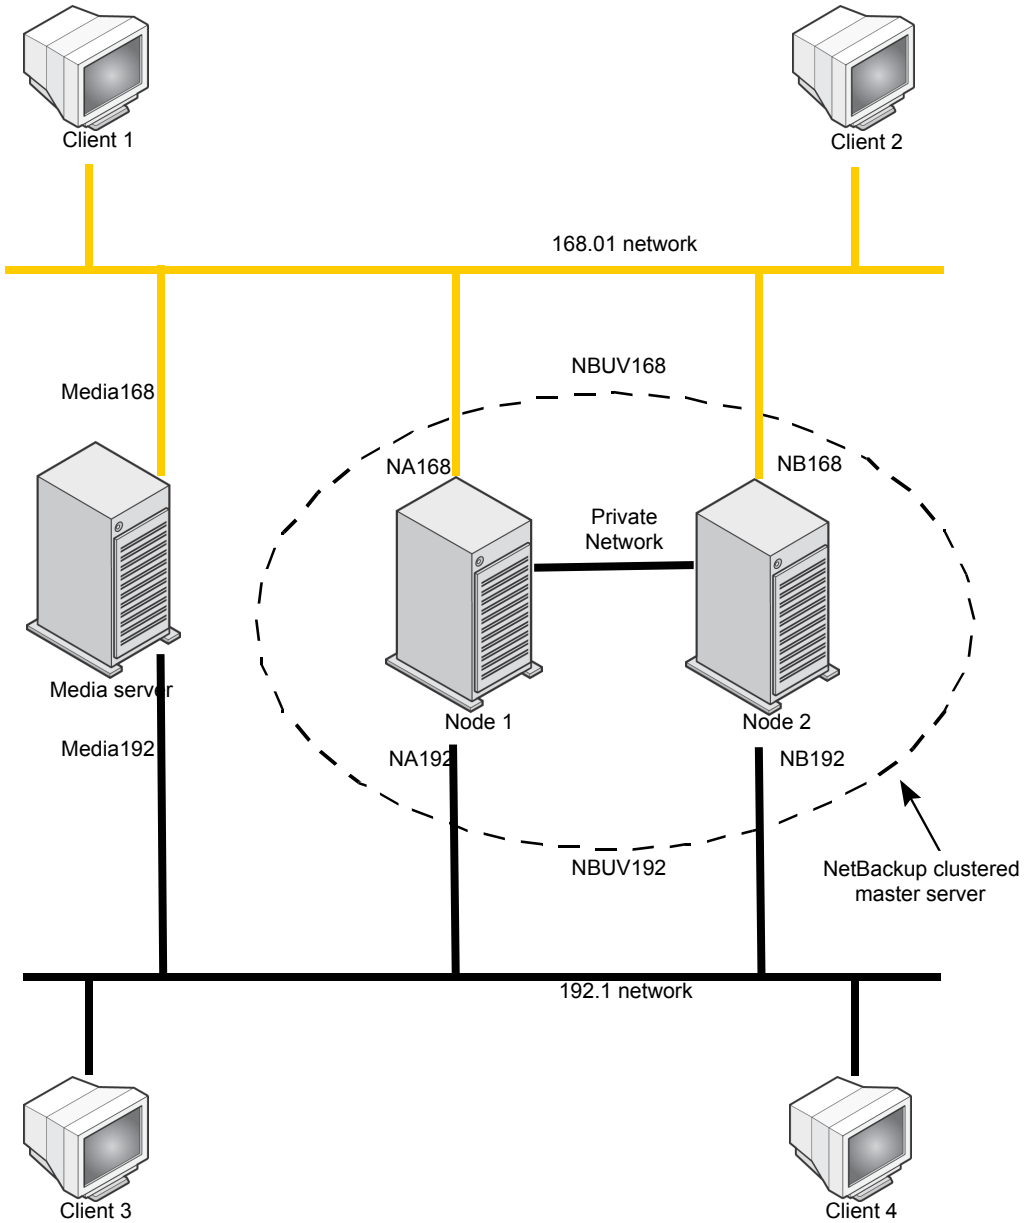 Client 1
Client 2
168.01 network
NBUV168
Media168
NA168
NB168
Private
Network
Media server
Node 1
Node 2
Media192
NA192
NB192
NBUV192
NetBackup clustered
master server
192.1 network
Client 3
Client 4